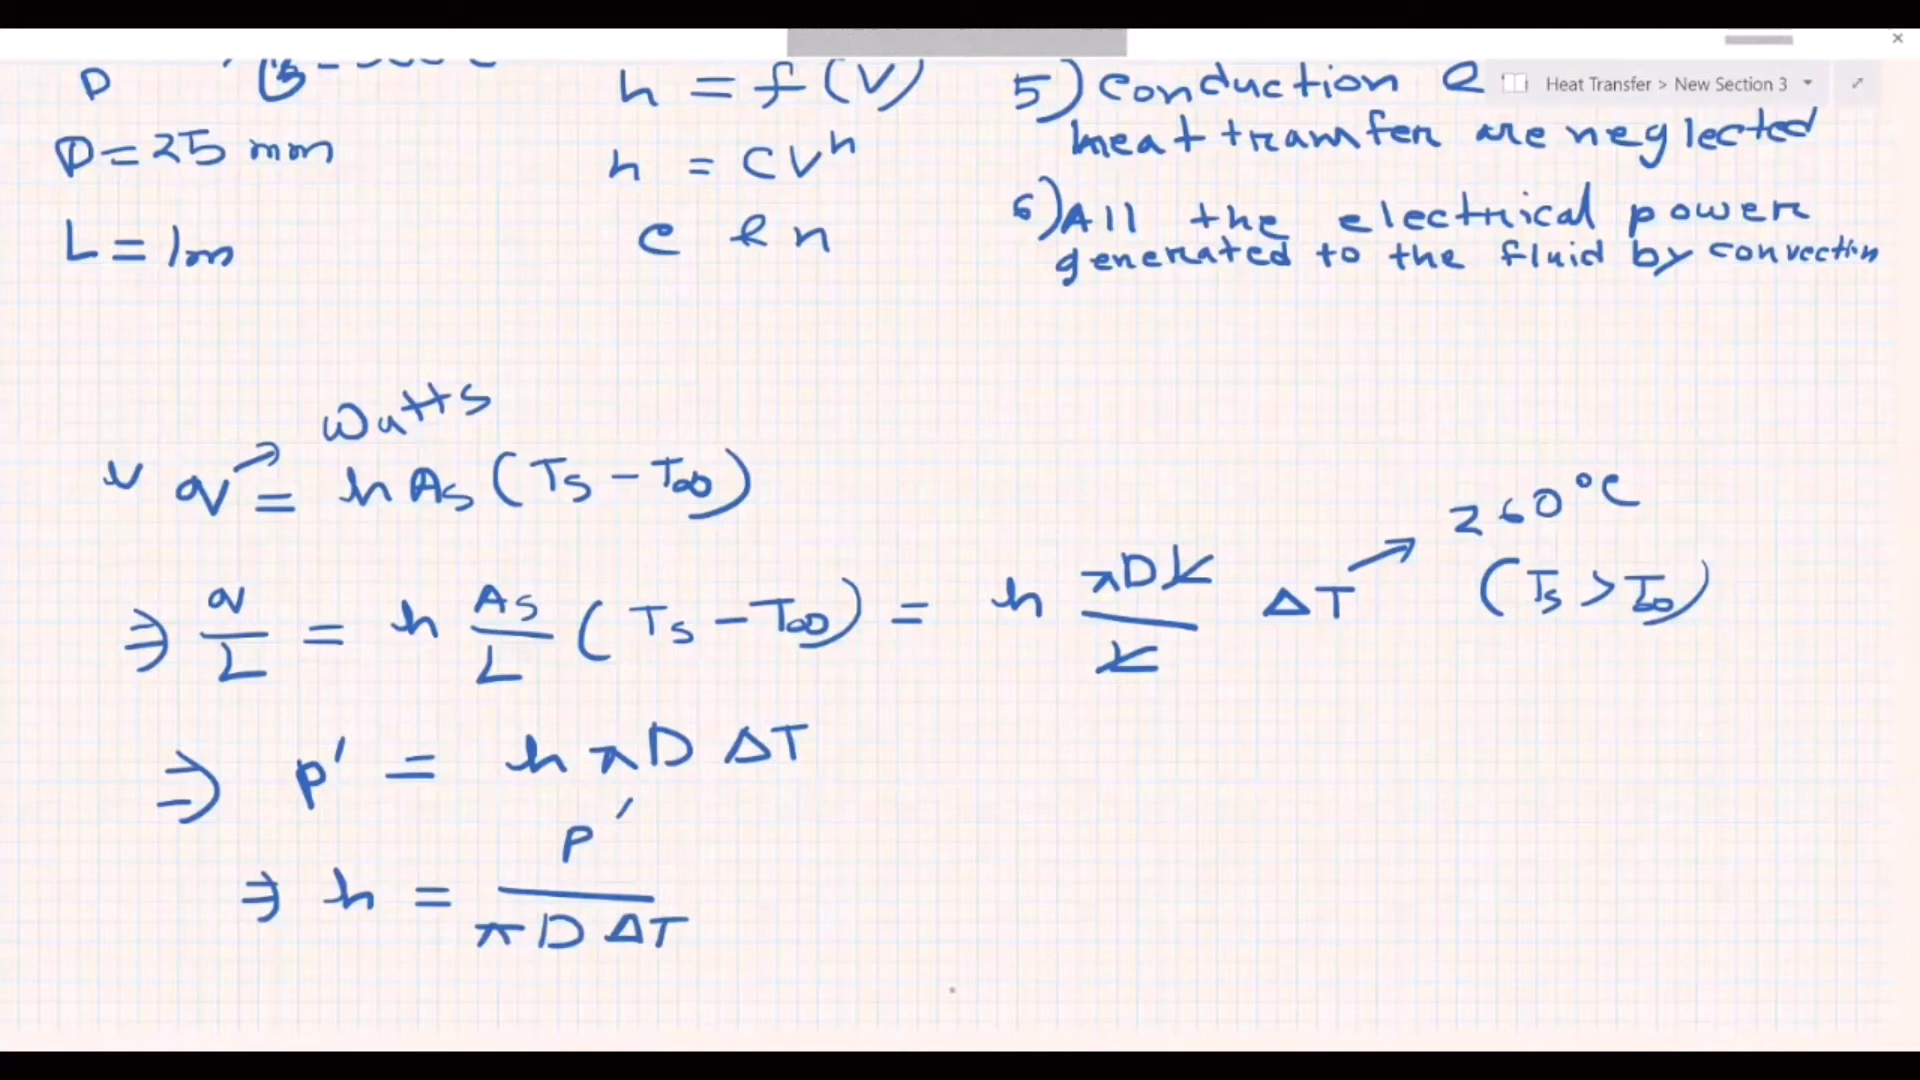 D
D = 25 mm
L = 1m
h = f(V)
h = CVⁿ
C & n
5) Conduction
Heat Transfer > New Section 3
heat transfer are neglected
6) All the electrical power
generated to the fluid by convection
Watts
q = h As (Ts - T∞)
260°C
⇒ q/L = h As/L (Ts - T∞) = h πDL/L ΔT (Ts > T∞)
⇒ P' = h π D ΔT
⇒ h = P'/πDΔT